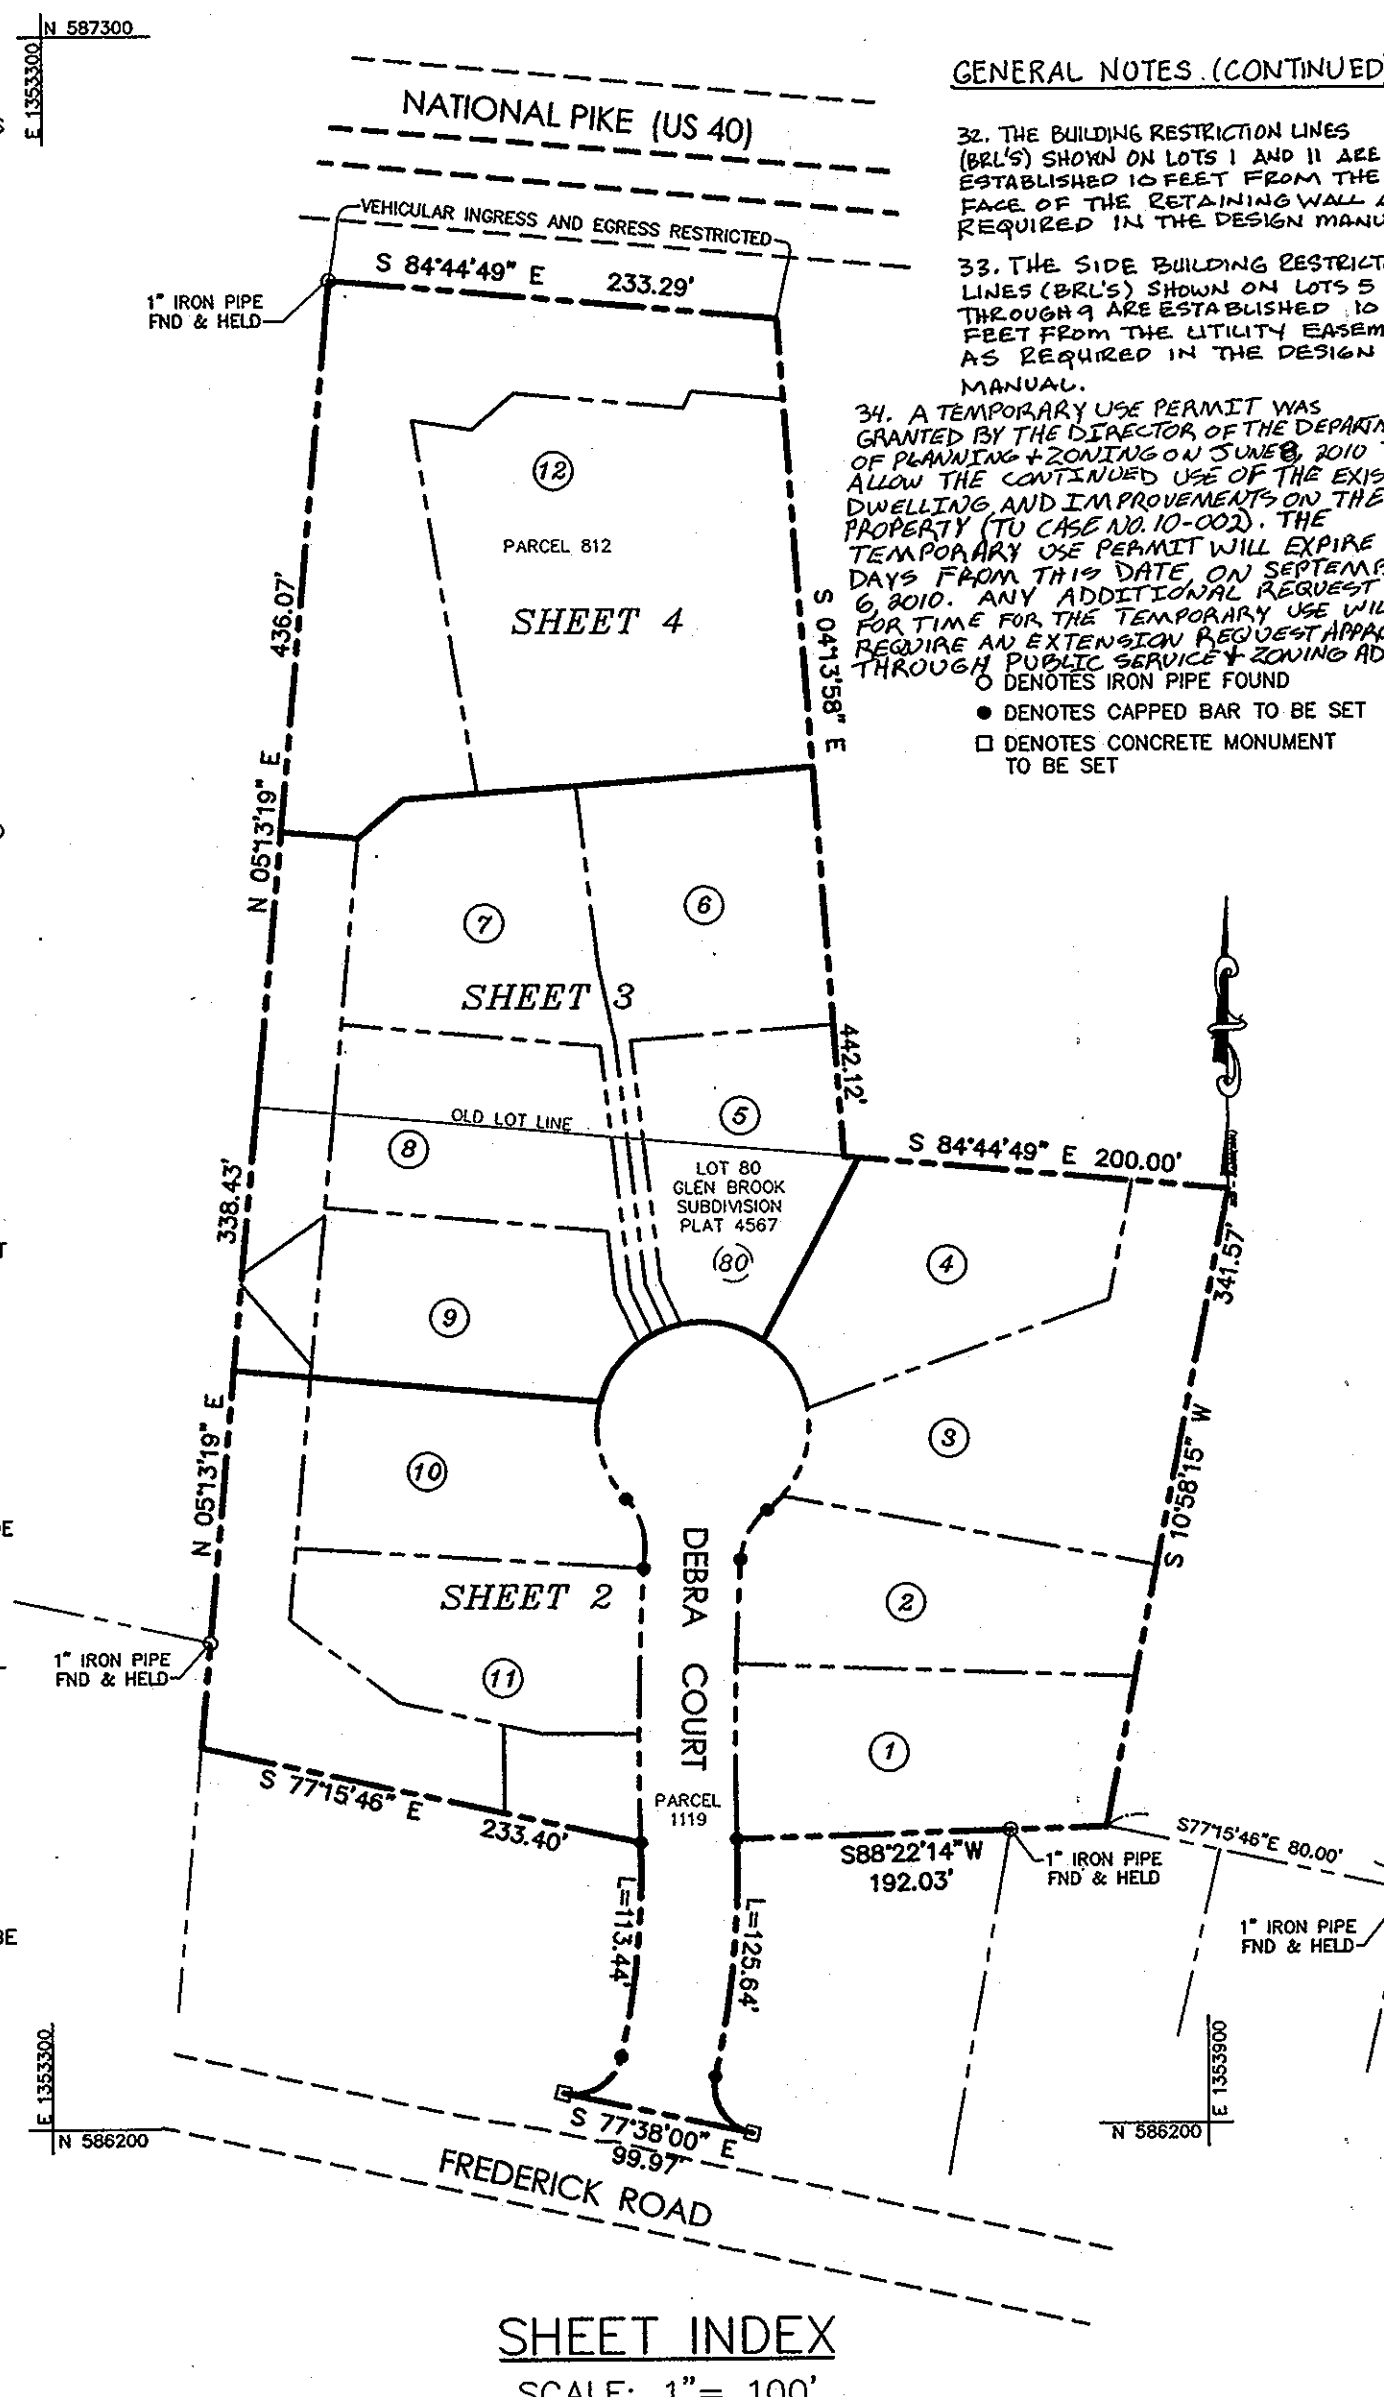 N 587300
E 1353300
NATIONAL PIKE (US 40)
VEHICULAR INGRESS AND EGRESS RESTRICTED
S 84°44'49" E 233.29'
1" IRON PIPE
FND & HELD
GENERAL NOTES (CONTINUED)
32. THE BUILDING RESTRICTION LINES
(BRL'S) SHOWN ON LOTS 1 AND 11 ARE
ESTABLISHED 10 FEET FROM THE
FACE OF THE RETAINING WALL
REQUIRED IN THE DESIGN
33. THE SIDE BUILDING
LINES (BRL'S) SHOWN ON LOTS 5
THROUGH 9 ARE ESTABLISHED 10
FEET FROM THE UTILITY
AS REQUIRED IN THE DESIGN
MANUAL.
34. A TEMPORARY USE PERMIT WAS
GRANTED BY THE DIRECTOR OF THE
OF PLANNING + ZONING ON JUNE 8, 2010
ALLOW THE CONTINUED USE OF THE
DWELLING AND IMPROVEMENTS ON THE
PROPERTY (TU CASE NO. 10-002). THE
TEMPORARY USE PERMIT WILL EXPIRE
DAYS FROM THIS DATE, ON
6, 2010. ANY ADDITIONAL REQUEST
FOR TIME FOR THE TEMPORARY USE
REQUIRE AN EXTENSION REQUEST
THROUGH PUBLIC SERVICE & ZONING
O DENOTES IRON PIPE FOUND
● DENOTES CAPPED BAR TO BE SET
□ DENOTES CONCRETE MONUMENT
TO BE SET
12
PARCEL 812
SHEET 4
436.07'
N 05°13'19" E
S 04°13'58" E
7
6
SHEET 3
442.12'
5
OLD LOT LINE
8
LOT 80
GLEN BROOK
SUBDIVISION
PLAT 4567
(80)
S 84°44'49" E 200.00'
338.43'
341.57'
4
9
N 05°13'19" E
3
10
S 10°58'15" W
DEBRA COURT
SHEET 2
2
1" IRON PIPE
FND & HELD
11
1
PARCEL
1119
S 77°15'46" E
233.40'
S88°22'14"W
192.03'
1" IRON PIPE
FND & HELD
S77°15'46"E 80.00'
1" IRON PIPE
FND & HELD
L=113.44'
L=125.64'
E 1353300
N 586200
E 1353900
N 586200
S 77°38'00" E
99.97'
FREDERICK ROAD
SHEET INDEX
SCALE: 1"= 100'